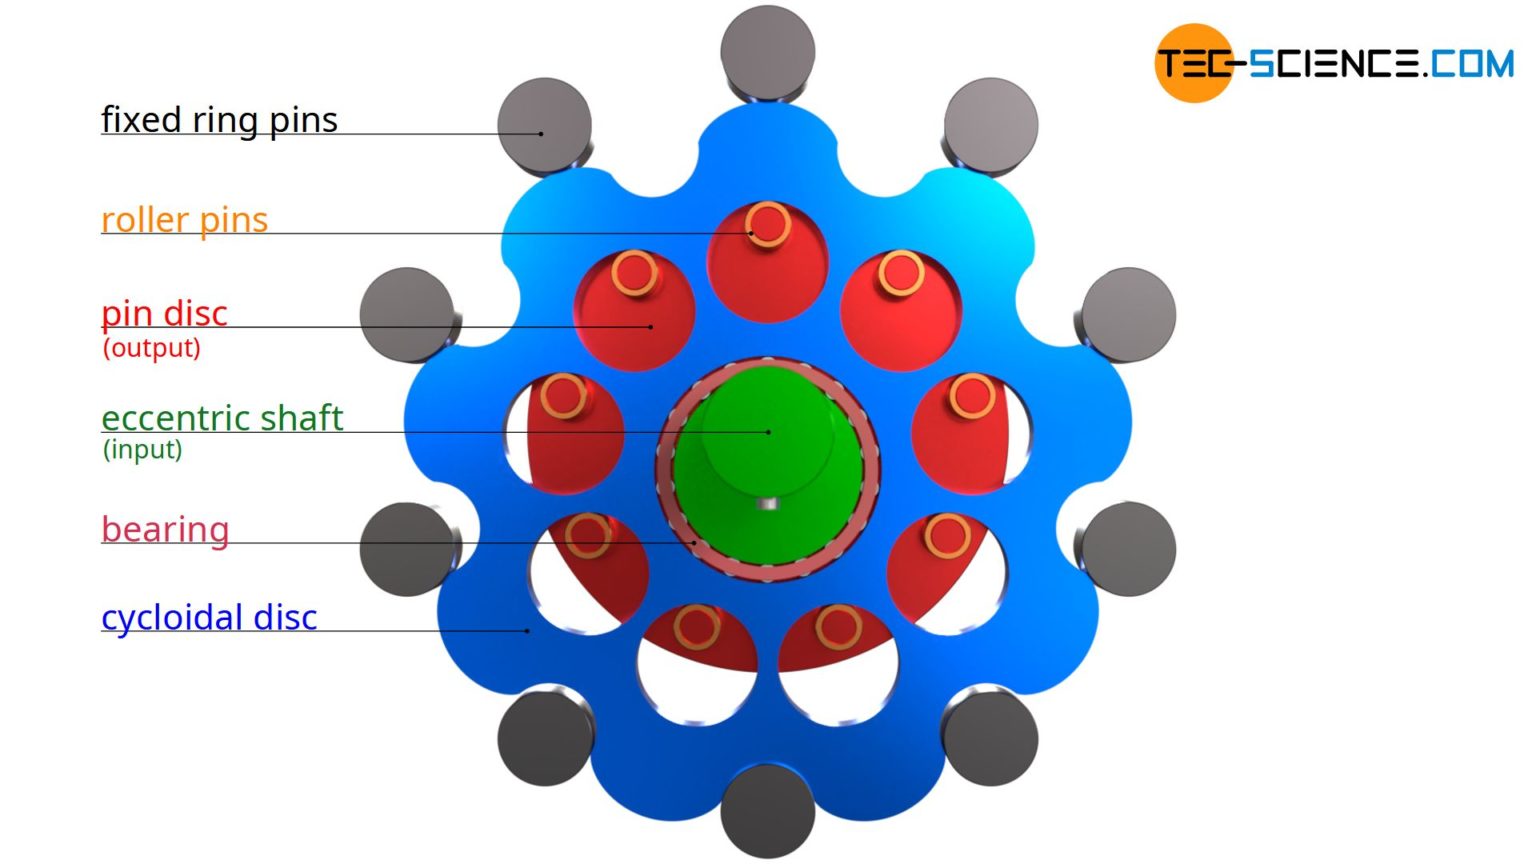 TEC-SCIENCE.COM
fixed ring pins
roller pins
pin disc
(output)
eccentric shaft
(input)
bearing
cycloidal disc